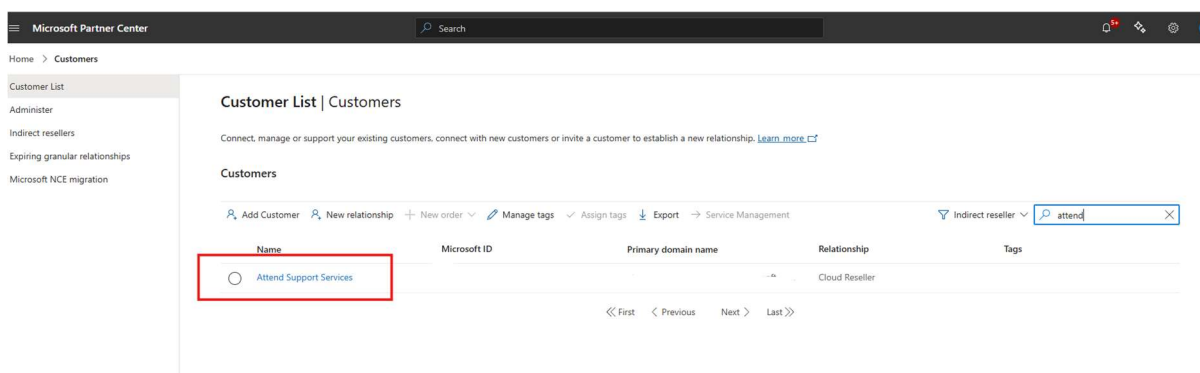 Microsoft Partner Center
Search
5+
Home > Customers
Customer List
Administer
Indirect resellers
Expiring granular relationships
Microsoft NCE migration
Customer List | Customers
Connect, manage or support your existing customers, connect with new customers or invite a customer to establish a new relationship. Learn more
Customers
Add Customer New relationship New order Manage tags Assign tags Export Service Management Indirect reseller attend
Name Microsoft ID Primary domain name Relationship Tags
Attend Support Services Cloud Reseller
First Previous Next Last